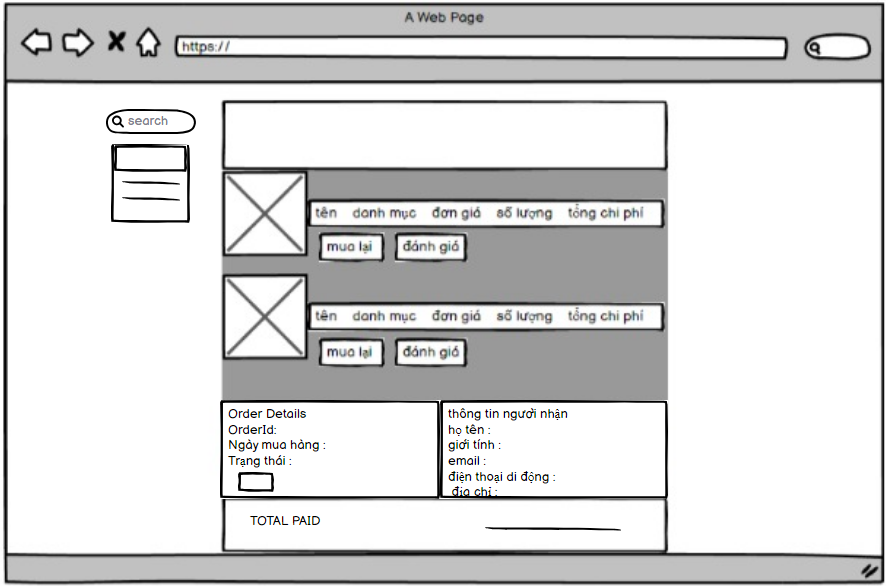 A Web Page
https://
search
tên danh mục đơn giá số lượng tổng chi phí
mua lại đánh giá
tên danh mục đơn giá số lượng tổng chi phí
mua lại đánh giá
Order Details
OrderId:
Ngày mua hàng :
Trạng thái :
thông tin người nhận
họ tên :
giới tính :
email :
điện thoại di động :
địa chỉ :
TOTAL PAID